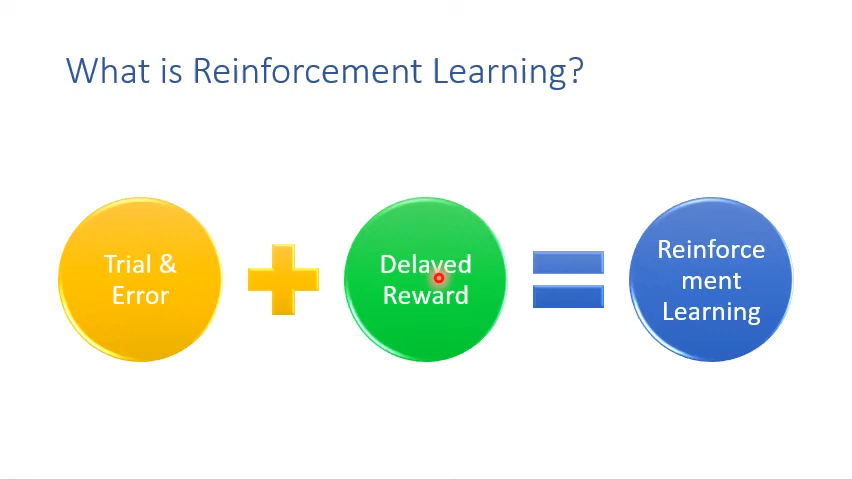 What is Reinforcement Learning?
Trial &
Error
Delayed
Reward
Reinforce
ment
Learning